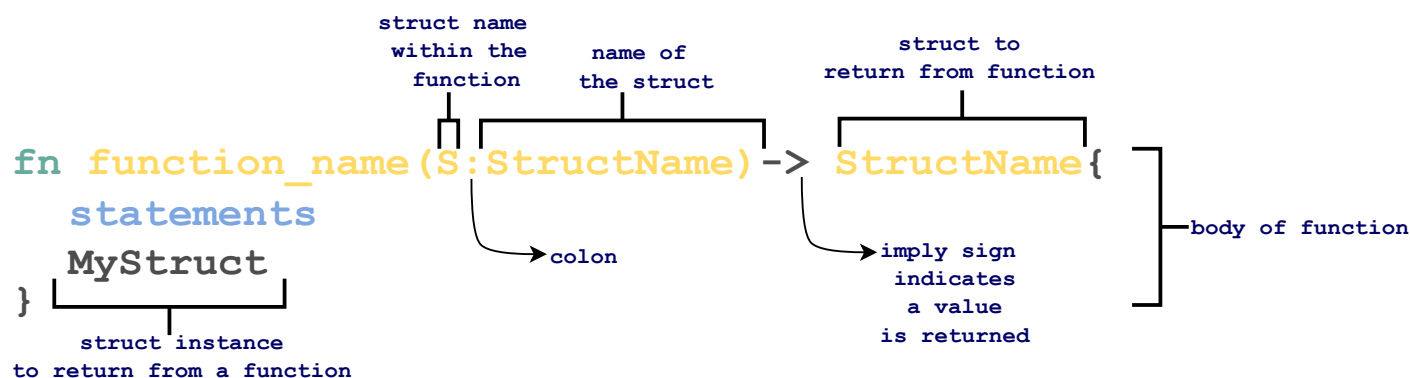 struct name
within the
function
name of
the struct
struct to
return from function
fn function_name(S:StructName)-> StructName{
statements
MyStruct
}
colon
imply sign
indicates
a value
is returned
body of function
struct instance
to return from a function